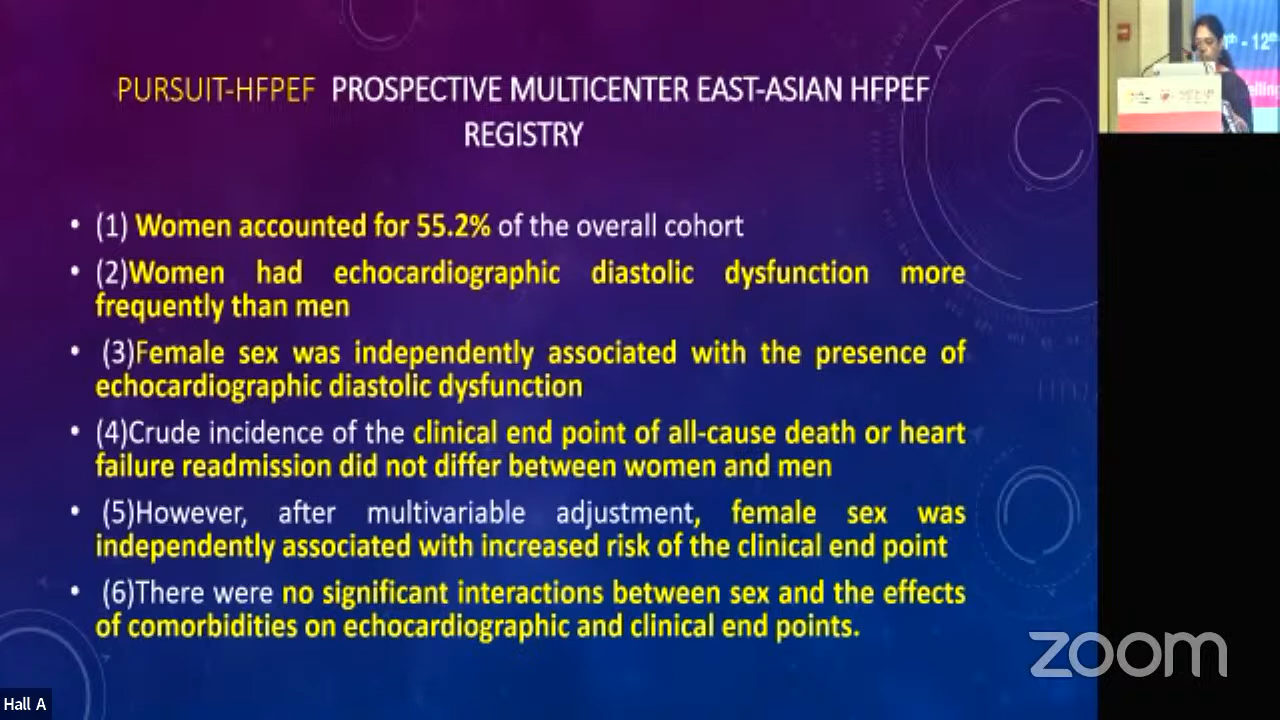 PURSUIT-HFPEF PROSPECTIVE MULTICENTER EAST-ASIAN HFPEF
REGISTRY
• (1) Women accounted for 55.2% of the overall cohort
• (2)Women had echocardiographic diastolic dysfunction more
frequently than men
• (3)Female sex was independently associated with the presence of
echocardiographic diastolic dysfunction
• (4)Crude incidence of the clinical end point of all-cause death or heart
failure readmission did not differ between women and men
• (5)However, after multivariable adjustment, female sex was
independently associated with increased risk of the clinical end point
• (6)There were no significant interactions between sex and the effects
of comorbidities on echocardiographic and clinical end points.
- 12th
zoom
Hall A